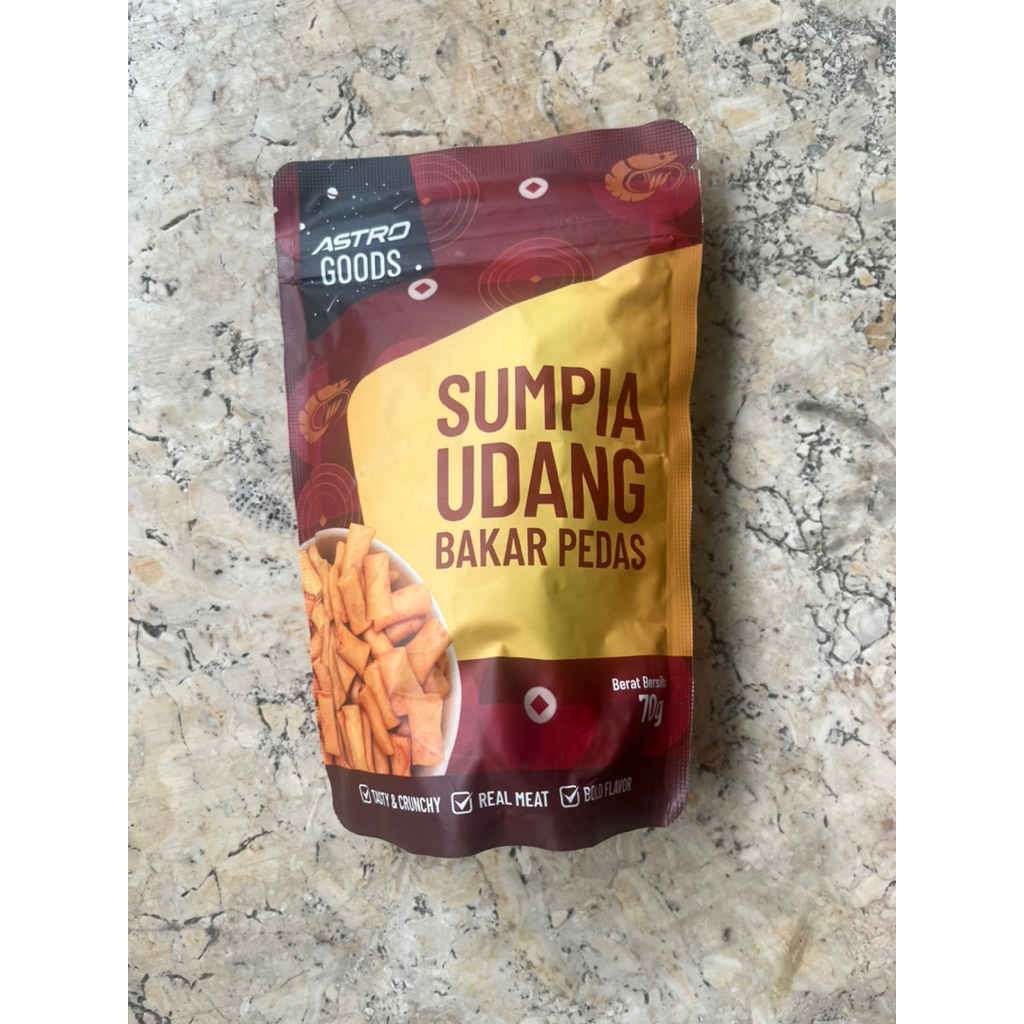 ASTRO
GOODS
SUMPIA
UDANG
BAKAR PEDAS
Berat Bersih
70g
TASTY & CRUNCHY REAL MEAT BOLD FLAVOR